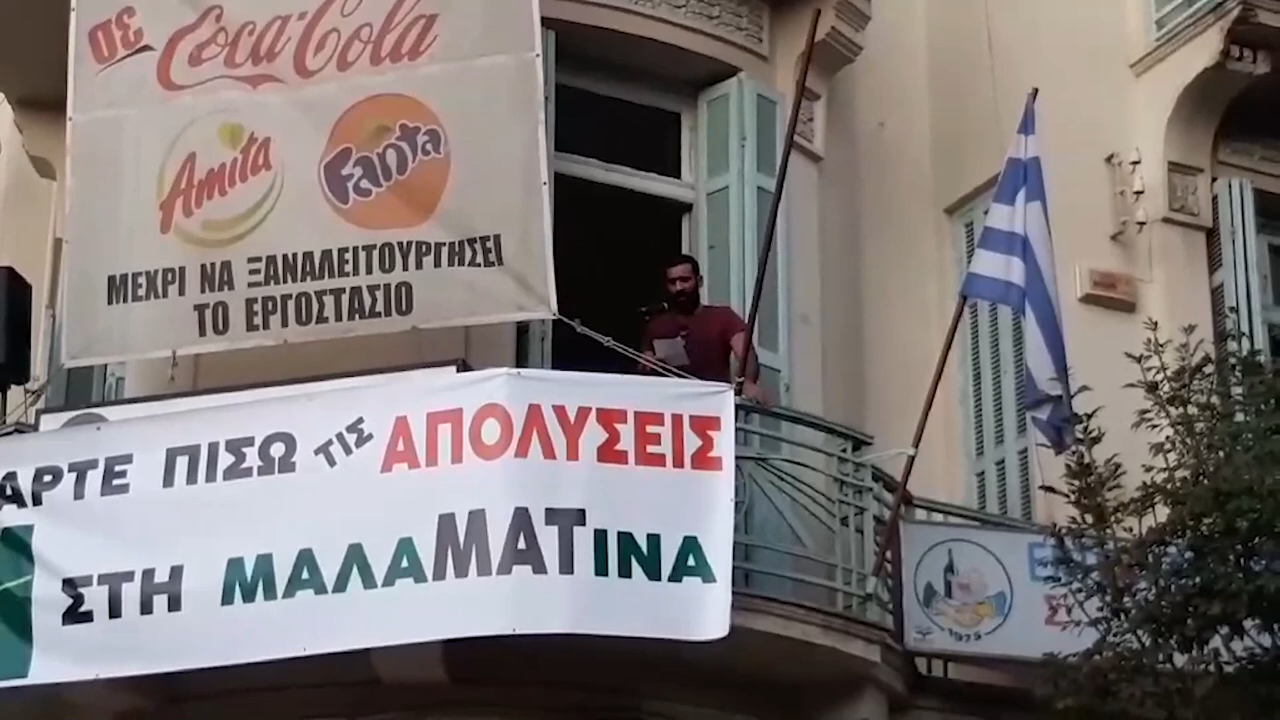 σε Coca-Cola
Amita Fanta
ΜΕΧΡΙ ΝΑ ΞΑΝΑΛΕΙΤΟΥΡΓΗΣΕΙ
ΤΟ ΕΡΓΟΣΤΑΣΙΟ
ΑΡΤΕ ΠΙΣΩ ΤΙΣ ΑΠΟΛΥΣΕΙΣ
ΣΤΗ ΜΑΛΑΜΑΤΙΝΑ
1975